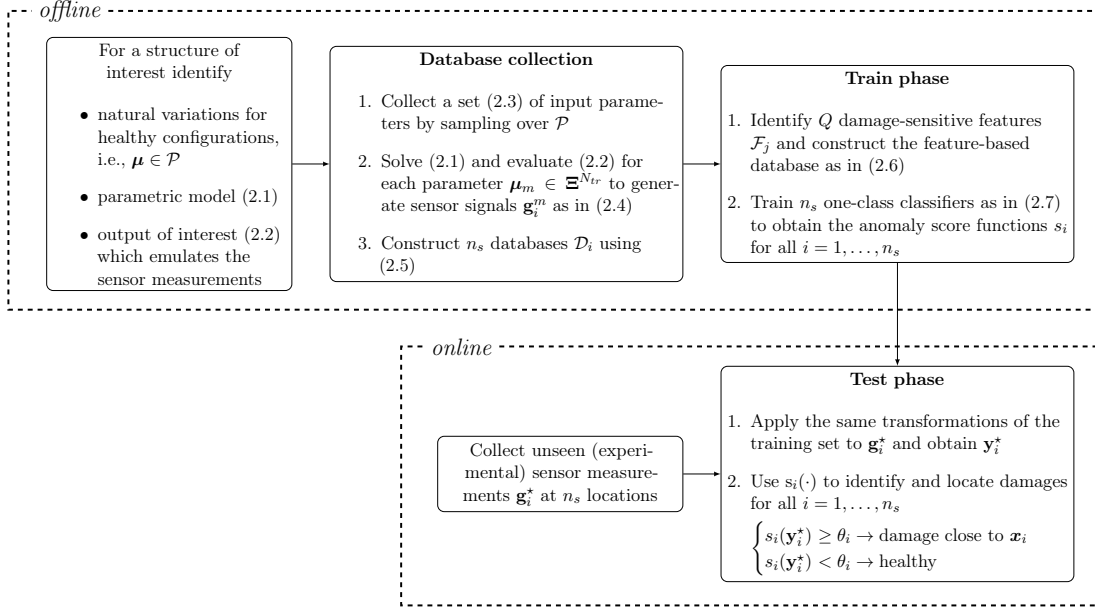 offline
For a structure of
interest identify
• natural variations for
healthy configurations,
i.e., μ ∈ P
• parametric model (2.1)
• output of interest (2.2)
which emulates the
sensor measurements
Database collection
1. Collect a set (2.3) of input parame-
ters by sampling over P
2. Solve (2.1) and evaluate (2.2) for
each parameter μ_m ∈ Ξ^{N_{tr}} to gener-
ate sensor signals g_i^m as in (2.4)
3. Construct n_s databases D_i using
(2.5)
Train phase
1. Identify Q damage-sensitive features
F_j and construct the feature-based
database as in (2.6)
2. Train n_s one-class classifiers as in (2.7)
to obtain the anomaly score functions s_i
for all i = 1, . . . , n_s
online
Collect unseen (experi-
mental) sensor measure-
ments g_i^⋆ at n_s locations
Test phase
1. Apply the same transformations of the
training set to g_i^⋆ and obtain y_i^⋆
2. Use s_i(·) to identify and locate damages
for all i = 1, . . . , n_s
s_i(y_i^⋆) ≥ θ_i → damage close to x_i
s_i(y_i^⋆) < θ_i → healthy